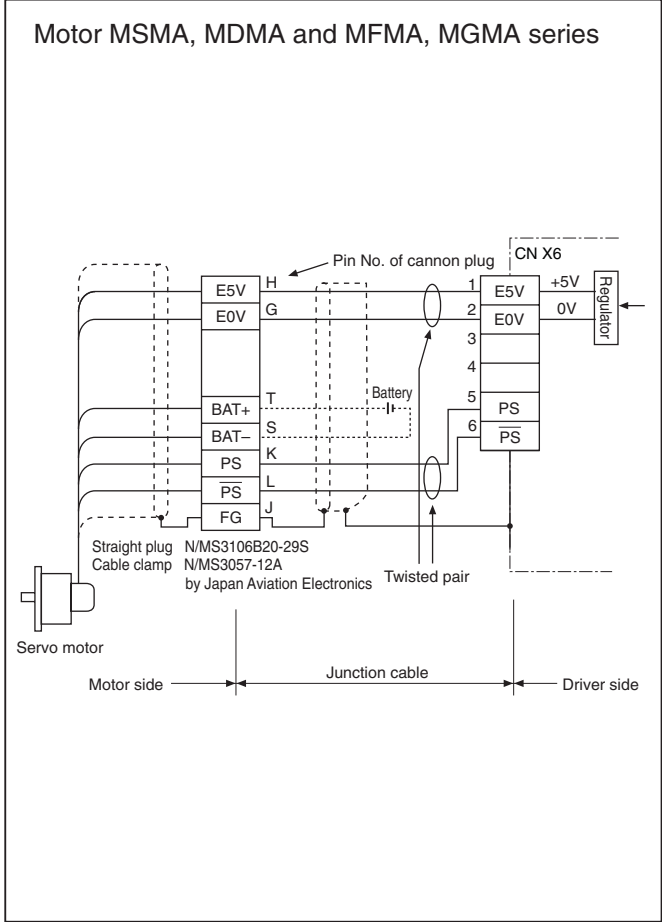 Motor MSMA, MDMA and MFMA, MGMA series
Pin No. of cannon plug
CN X6
E5V
H
1
E5V
+5V
E0V
G
2
E0V
0V
Regulator
3
4
BAT+
T
Battery
5
PS
BAT–
S
6
P̅S̅
PS
K
P̅S̅
L
FG
J
Straight plug N/MS3106B20-29S
Cable clamp N/MS3057-12A
by Japan Aviation Electronics
Twisted pair
Servo motor
Motor side
Junction cable
Driver side